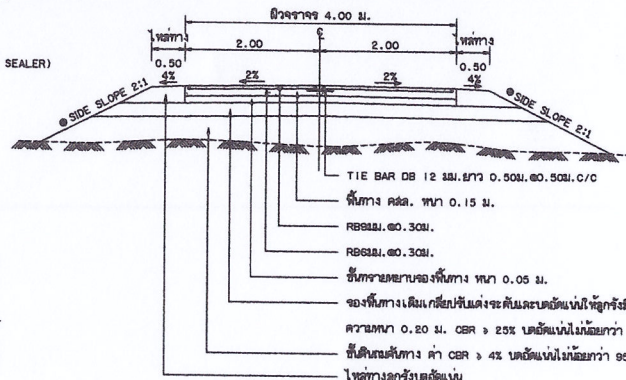 ผิวจราจร 4.00 ม.
ไหล่ทาง
ไหล่ทาง
2.00
2.00
0.50
0.50
SEALER)
4%
2%
2%
4%
SIDE SLOPE 2:1
SIDE SLOPE 2:1
TIE BAR DB 12 มม.ยาว 0.50ม.@0.50ม.C/C
พื้นทาง คสล. หนา 0.15 ม.
RB9มม.@0.30ม.
RB6มม.@0.30ม.
ชั้นทรายหยาบรองพื้นทาง หนา 0.05 ม.
รองพื้นทางเดิมเกลี่ยปรับแต่งระดับและบดอัดแน่นให้ลูกรังมี
ความหนา 0.20 ม. CBR > 25% บดอัดแน่นไม่น้อยกว่า
ชั้นดินถมคันทาง ค่า CBR > 4% บดอัดแน่นไม่น้อยกว่า 95
ไหล่ทางลูกรังบดอัดแน่น